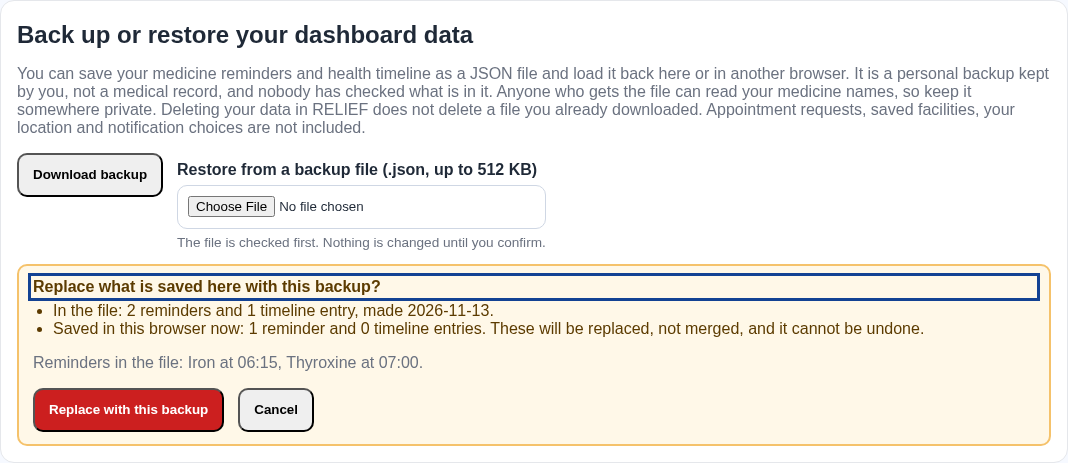 Back up or restore your dashboard data
You can save your medicine reminders and health timeline as a JSON file and load it back here or in another browser. It is a personal backup kept
by you, not a medical record, and nobody has checked what is in it. Anyone who gets the file can read your medicine names, so keep it
somewhere private. Deleting your data in RELIEF does not delete a file you already downloaded. Appointment requests, saved facilities, your
location and notification choices are not included.
Download backup
Restore from a backup file (.json, up to 512 KB)
Choose File No file chosen
The file is checked first. Nothing is changed until you confirm.
Replace what is saved here with this backup?
• In the file: 2 reminders and 1 timeline entry, made 2026-11-13.
• Saved in this browser now: 1 reminder and 0 timeline entries. These will be replaced, not merged, and it cannot be undone.
Reminders in the file: Iron at 06:15, Thyroxine at 07:00.
Replace with this backup
Cancel